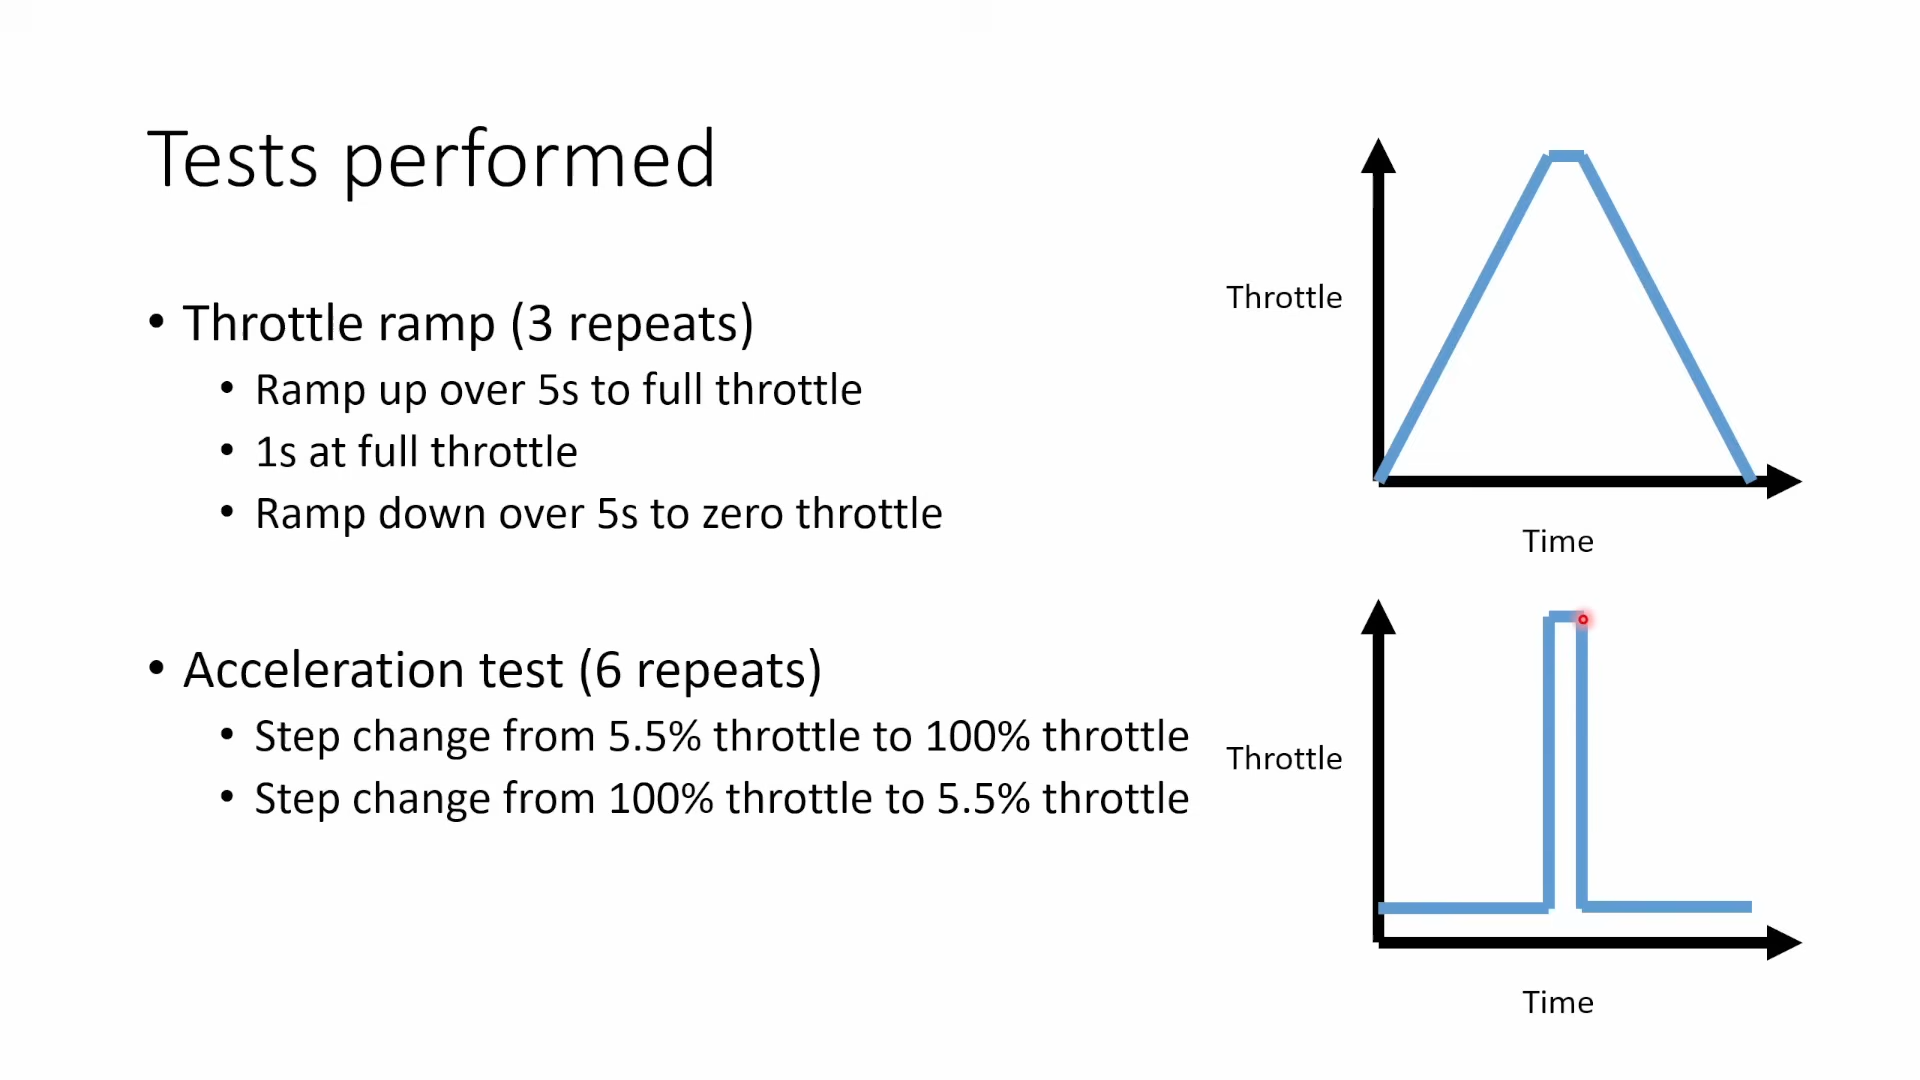 Tests performed
• Throttle ramp (3 repeats)
• Ramp up over 5s to full throttle
• 1s at full throttle
• Ramp down over 5s to zero throttle
• Acceleration test (6 repeats)
• Step change from 5.5% throttle to 100% throttle
• Step change from 100% throttle to 5.5% throttle
Throttle
Time
Throttle
Time